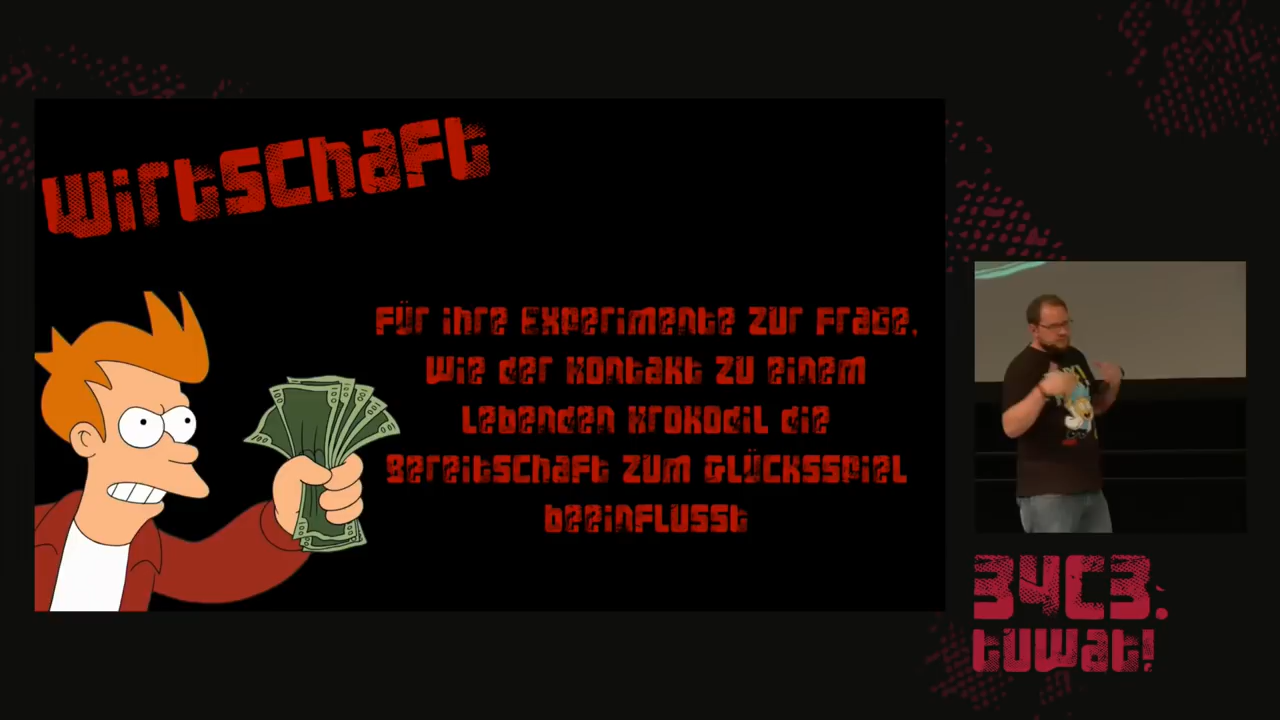 Wirtschaft
Für ihre Experimente zur Frage,
wie der Kontakt zu einem
lebenden Krokodil die
Bereitschaft zum Glücksspiel
beeinflusst
34C3.
tuwat!